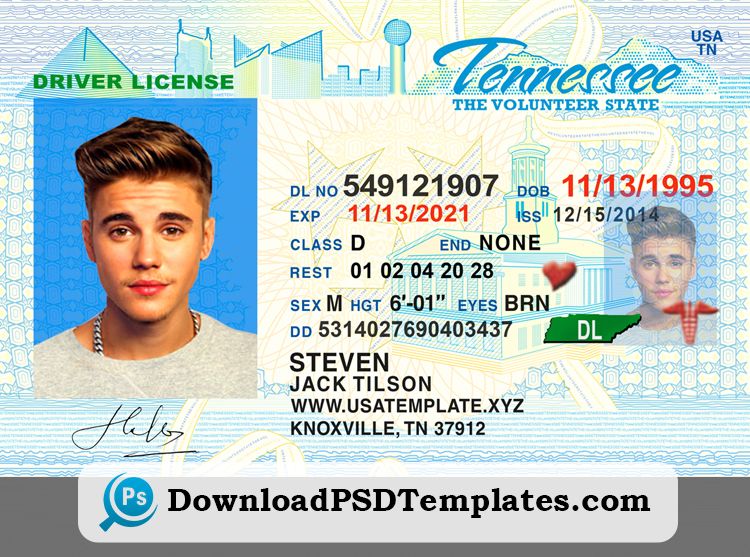 USA
TN
Tennessee
DRIVER LICENSE
THE VOLUNTEER STATE
DL NO 549121907 DOB 11/13/1995
EXP 11/13/2021 ISS 12/15/2014
CLASS D END NONE
REST 01 02 04 20 28
SEX M HGT 6'-01" EYES BRN
DD 5314027690403437
DL
STEVEN
JACK TILSON
WWW.USATEMPLATE.XYZ
KNOXVILLE, TN 37912
Ps DownloadPSDTemplates.com